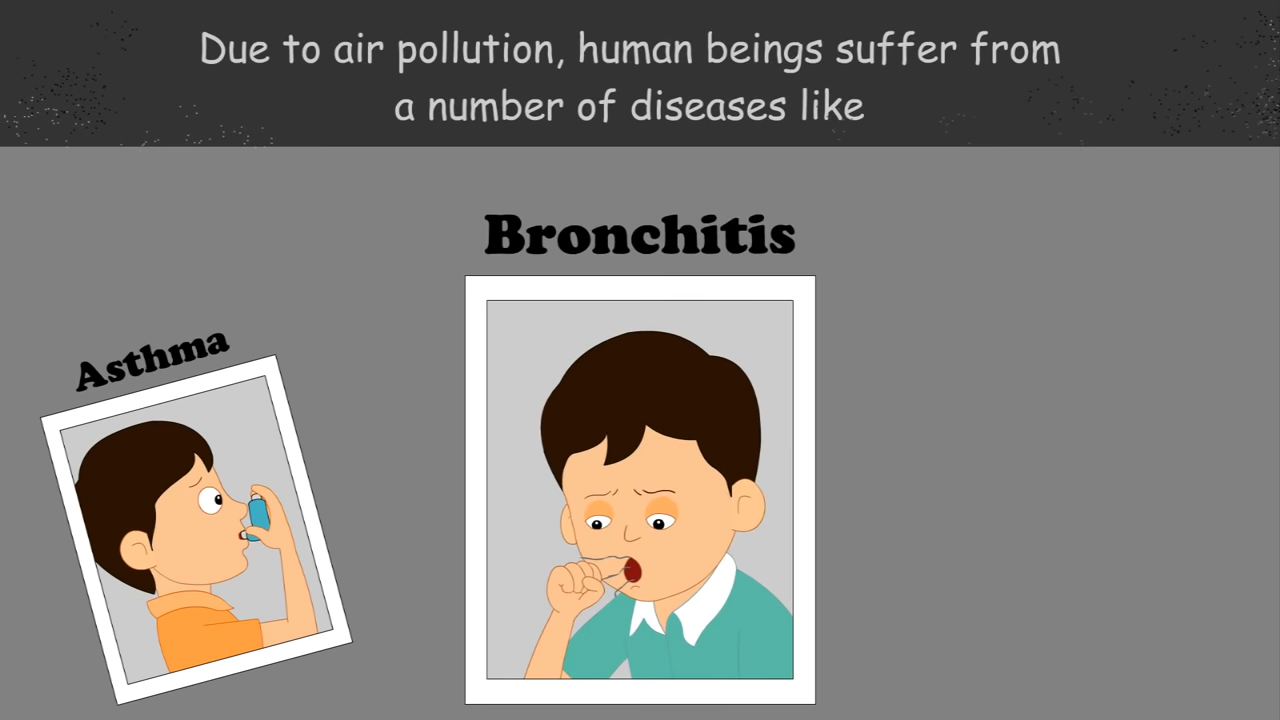 Due to air pollution, human beings suffer from
a number of diseases like
Bronchitis
Asthma